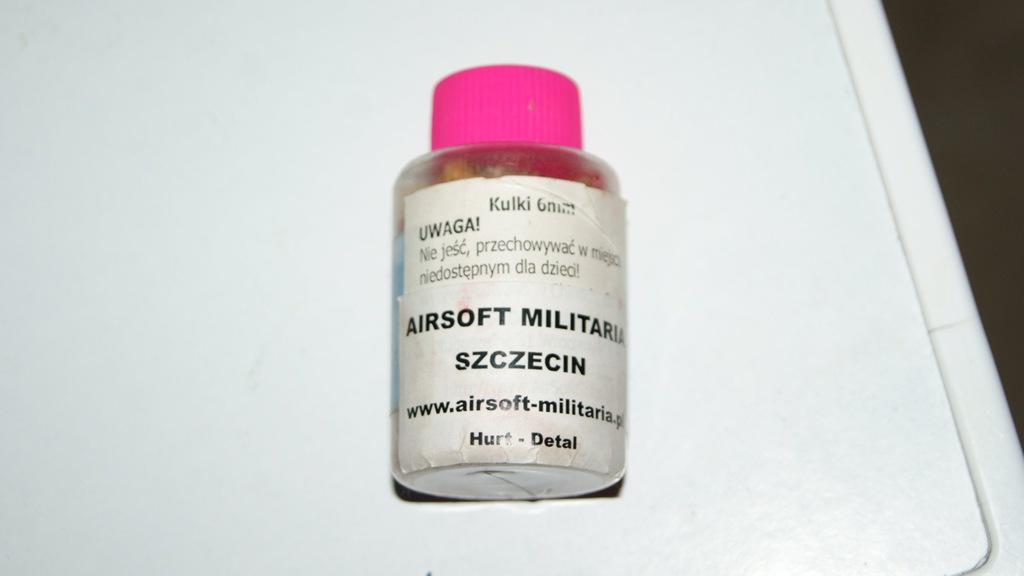 Kulki 6mm
UWAGA!
Nie jeść, przechowywać w miejscu
niedostępnym dla dzieci!
AIRSOFT MILITARIA
SZCZECIN
www.airsoft-militaria.pl
Hurt - Detal